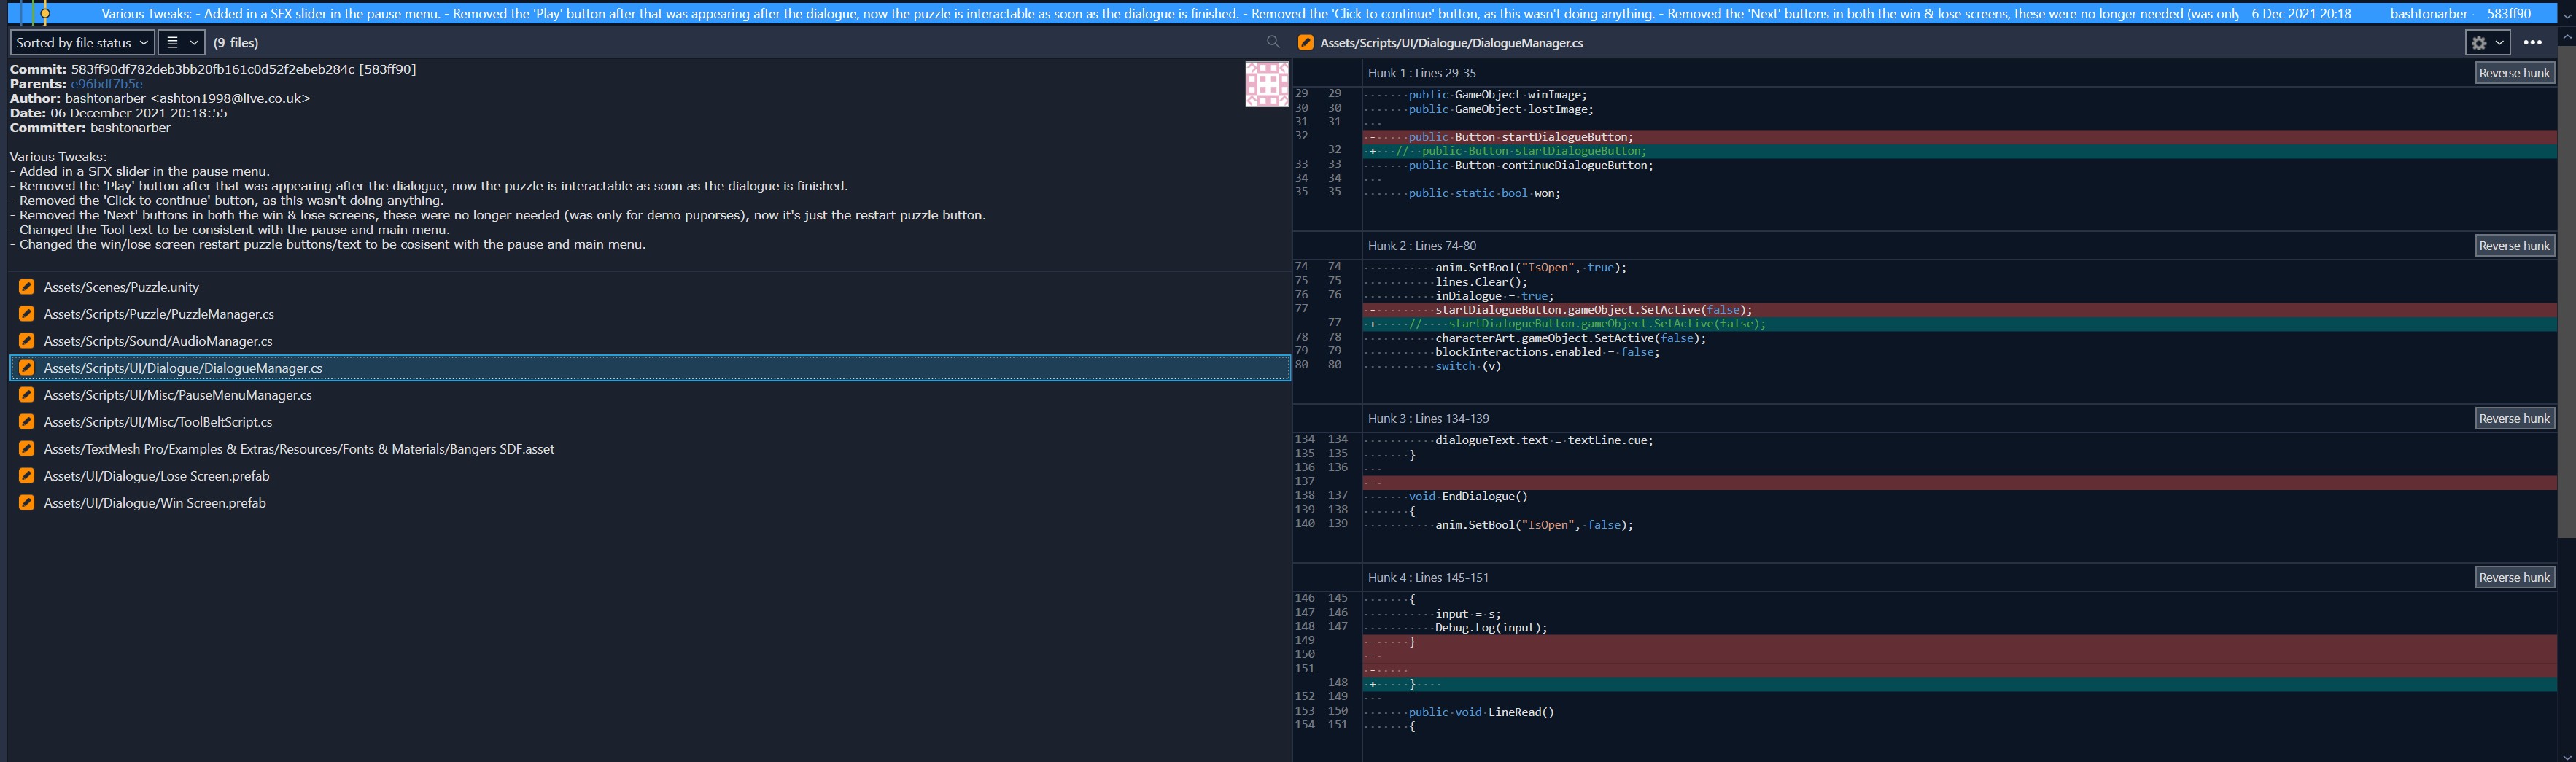 Various Tweaks: - Added in a SFX slider in the pause menu. - Removed the 'Play' button after that was appearing after the dialogue, now the puzzle is interactable as soon as the dialogue is finished. - Removed the 'Click to continue' button, as this wasn't doing anything. - Removed the 'Next' buttons in both the win & lose screens, these were no longer needed (was only 6 Dec 2021 20:18 bashtonarber 583ff90
Sorted by file status (9 files)
Commit: 583ff90df782deb3bb20fb161c0d52f2ebeb284c [583ff90]
Parents: e96bdf7b5e
Author: bashtonarber <ashton1998@live.co.uk>
Date: 06 December 2021 20:18:55
Committer: bashtonarber
Various Tweaks:
- Added in a SFX slider in the pause menu.
- Removed the 'Play' button after that was appearing after the dialogue, now the puzzle is interactable as soon as the dialogue is finished.
- Removed the 'Click to continue' button, as this wasn't doing anything.
- Removed the 'Next' buttons in both the win & lose screens, these were no longer needed (was only for demo puporses), now it's just the restart puzzle button.
- Changed the Tool text to be consistent with the pause and main menu.
- Changed the win/lose screen restart puzzle buttons/text to be cosisent with the pause and main menu.
Assets/Scenes/Puzzle.unity
Assets/Scripts/Puzzle/PuzzleManager.cs
Assets/Scripts/Sound/AudioManager.cs
Assets/Scripts/UI/Dialogue/DialogueManager.cs
Assets/Scripts/UI/Misc/PauseMenuManager.cs
Assets/Scripts/UI/Misc/ToolBeltScript.cs
Assets/TextMesh Pro/Examples & Extras/Resources/Fonts & Materials/Bangers SDF.asset
Assets/UI/Dialogue/Lose Screen.prefab
Assets/UI/Dialogue/Win Screen.prefab
Assets/Scripts/UI/Dialogue/DialogueManager.cs
Hunk 1 : Lines 29-35 Reverse hunk
29 29 public GameObject winImage;
30 30 public GameObject lostImage;
31 31
32 - public Button startDialogueButton;
32 + // public Button startDialogueButton;
33 33 public Button continueDialogueButton;
34 34
35 35 public static bool won;
Hunk 2 : Lines 74-80 Reverse hunk
74 74 anim.SetBool("IsOpen", true);
75 75 lines.Clear();
76 76 inDialogue = true;
77 - startDialogueButton.gameObject.SetActive(false);
77 + // startDialogueButton.gameObject.SetActive(false);
78 78 characterArt.gameObject.SetActive(false);
79 79 blockInteractions.enabled = false;
80 80 switch (v)
Hunk 3 : Lines 134-139 Reverse hunk
134 134 dialogueText.text = textLine.cue;
135 135 }
136 136
137 -
138 137 void EndDialogue()
139 138 {
140 139 anim.SetBool("IsOpen", false);
Hunk 4 : Lines 145-151 Reverse hunk
146 145 {
147 146 input = s;
148 147 Debug.Log(input);
149 - }
150 -
151 -
148 + }
152 149
153 150 public void LineRead()
154 151 {